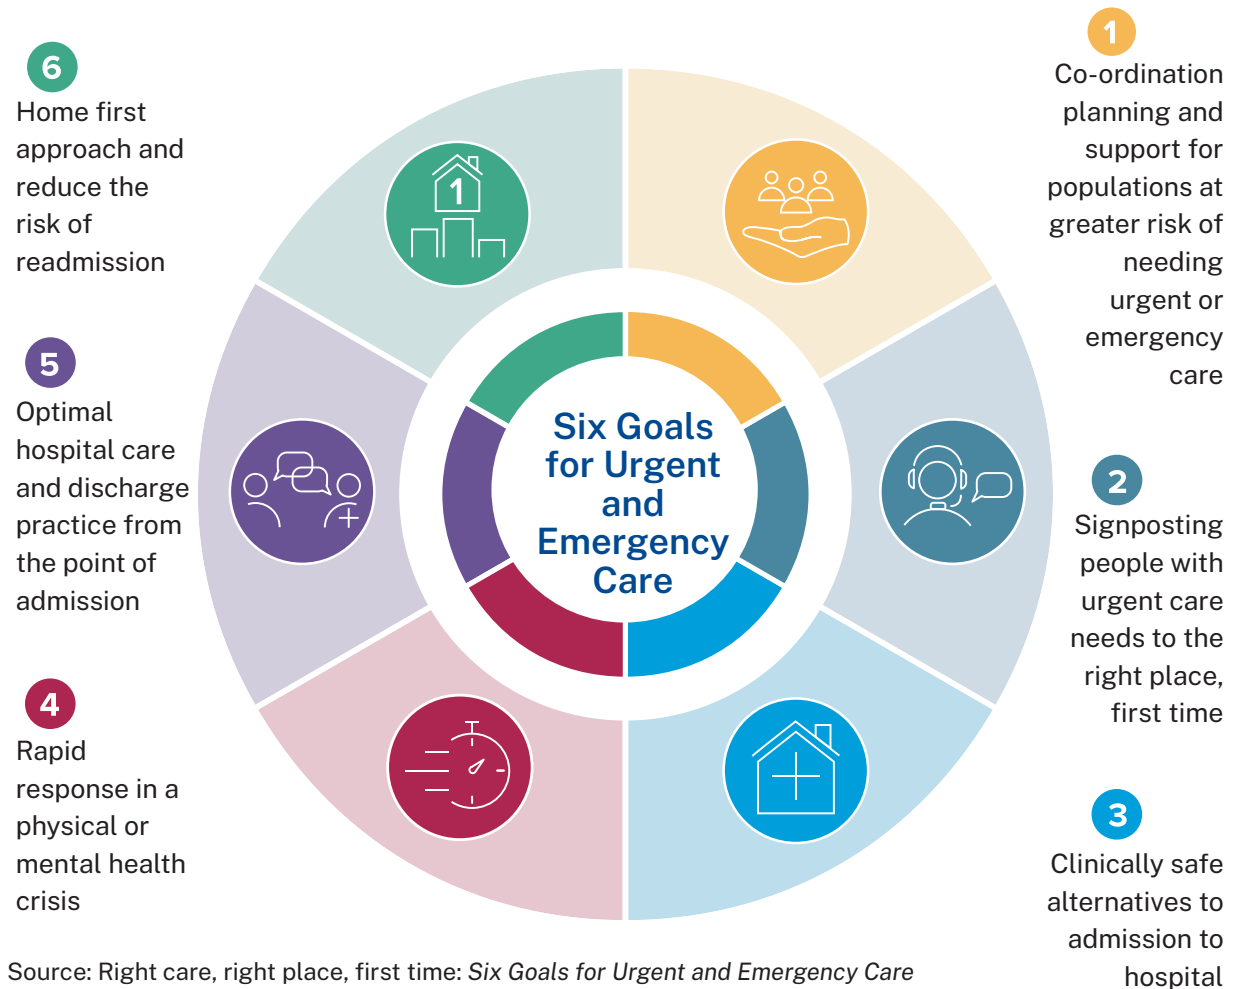 1
Co-ordination
planning and
support for
populations at
greater risk of
needing
urgent or
emergency
care
2
Signposting
people with
urgent care
needs to the
right place,
first time
3
Clinically safe
alternatives to
admission to
hospital
4
Rapid
response in a
physical or
mental health
crisis
5
Optimal
hospital care
and discharge
practice from
the point of
admission
6
Home first
approach and
reduce the
risk of
readmission
1
Six Goals
for Urgent
and
Emergency
Care
Source: Right care, right place, first time: Six Goals for Urgent and Emergency Care